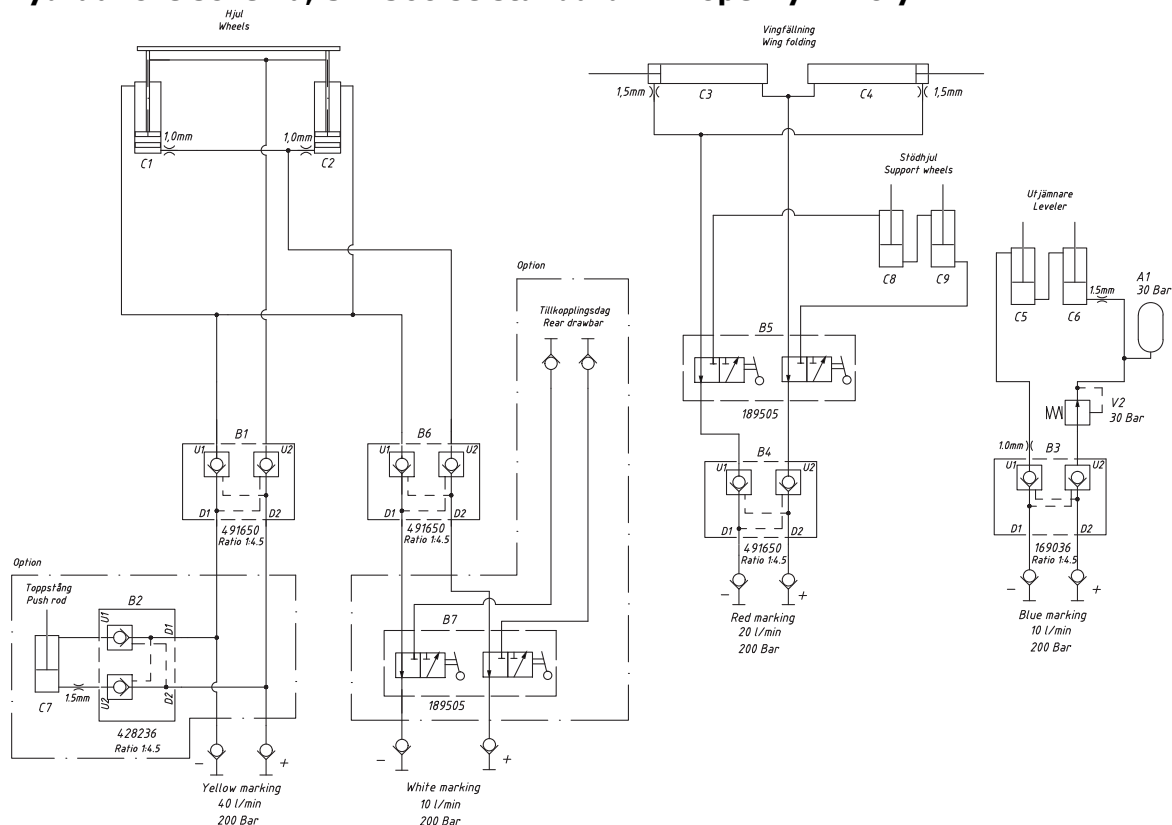 Hjul
Wheels
C1
1,0mm
1,0mm
C2
Vingfällning
Wing folding
1,5mm
C3
C4
1,5mm
Stödhjul
Support wheels
C8
C9
Utjämnare
Leveler
C5
C6
1.5mm
A1
30 Bar
V2
30 Bar
Option
Tillkopplingsdag
Rear drawbar
B5
189505
B1
U1
U2
D1
D2
491650
Ratio 1:4.5
B6
U1
U2
D1
D2
491650
Ratio 1:4.5
B4
U1
U2
D1
D2
491650
Ratio 1:4.5
-
+
Red marking
20 l/min
200 Bar
1.0mm
B3
U1
U2
D1
D2
169036
Ratio 1:4.5
-
+
Blue marking
10 l/min
200 Bar
Option
Toppstång
Push rod
B2
U1
D1
U2
D2
C7
1.5mm
428236
Ratio 1:4.5
-
+
Yellow marking
40 l/min
200 Bar
B7
189505
-
+
White marking
10 l/min
200 Bar